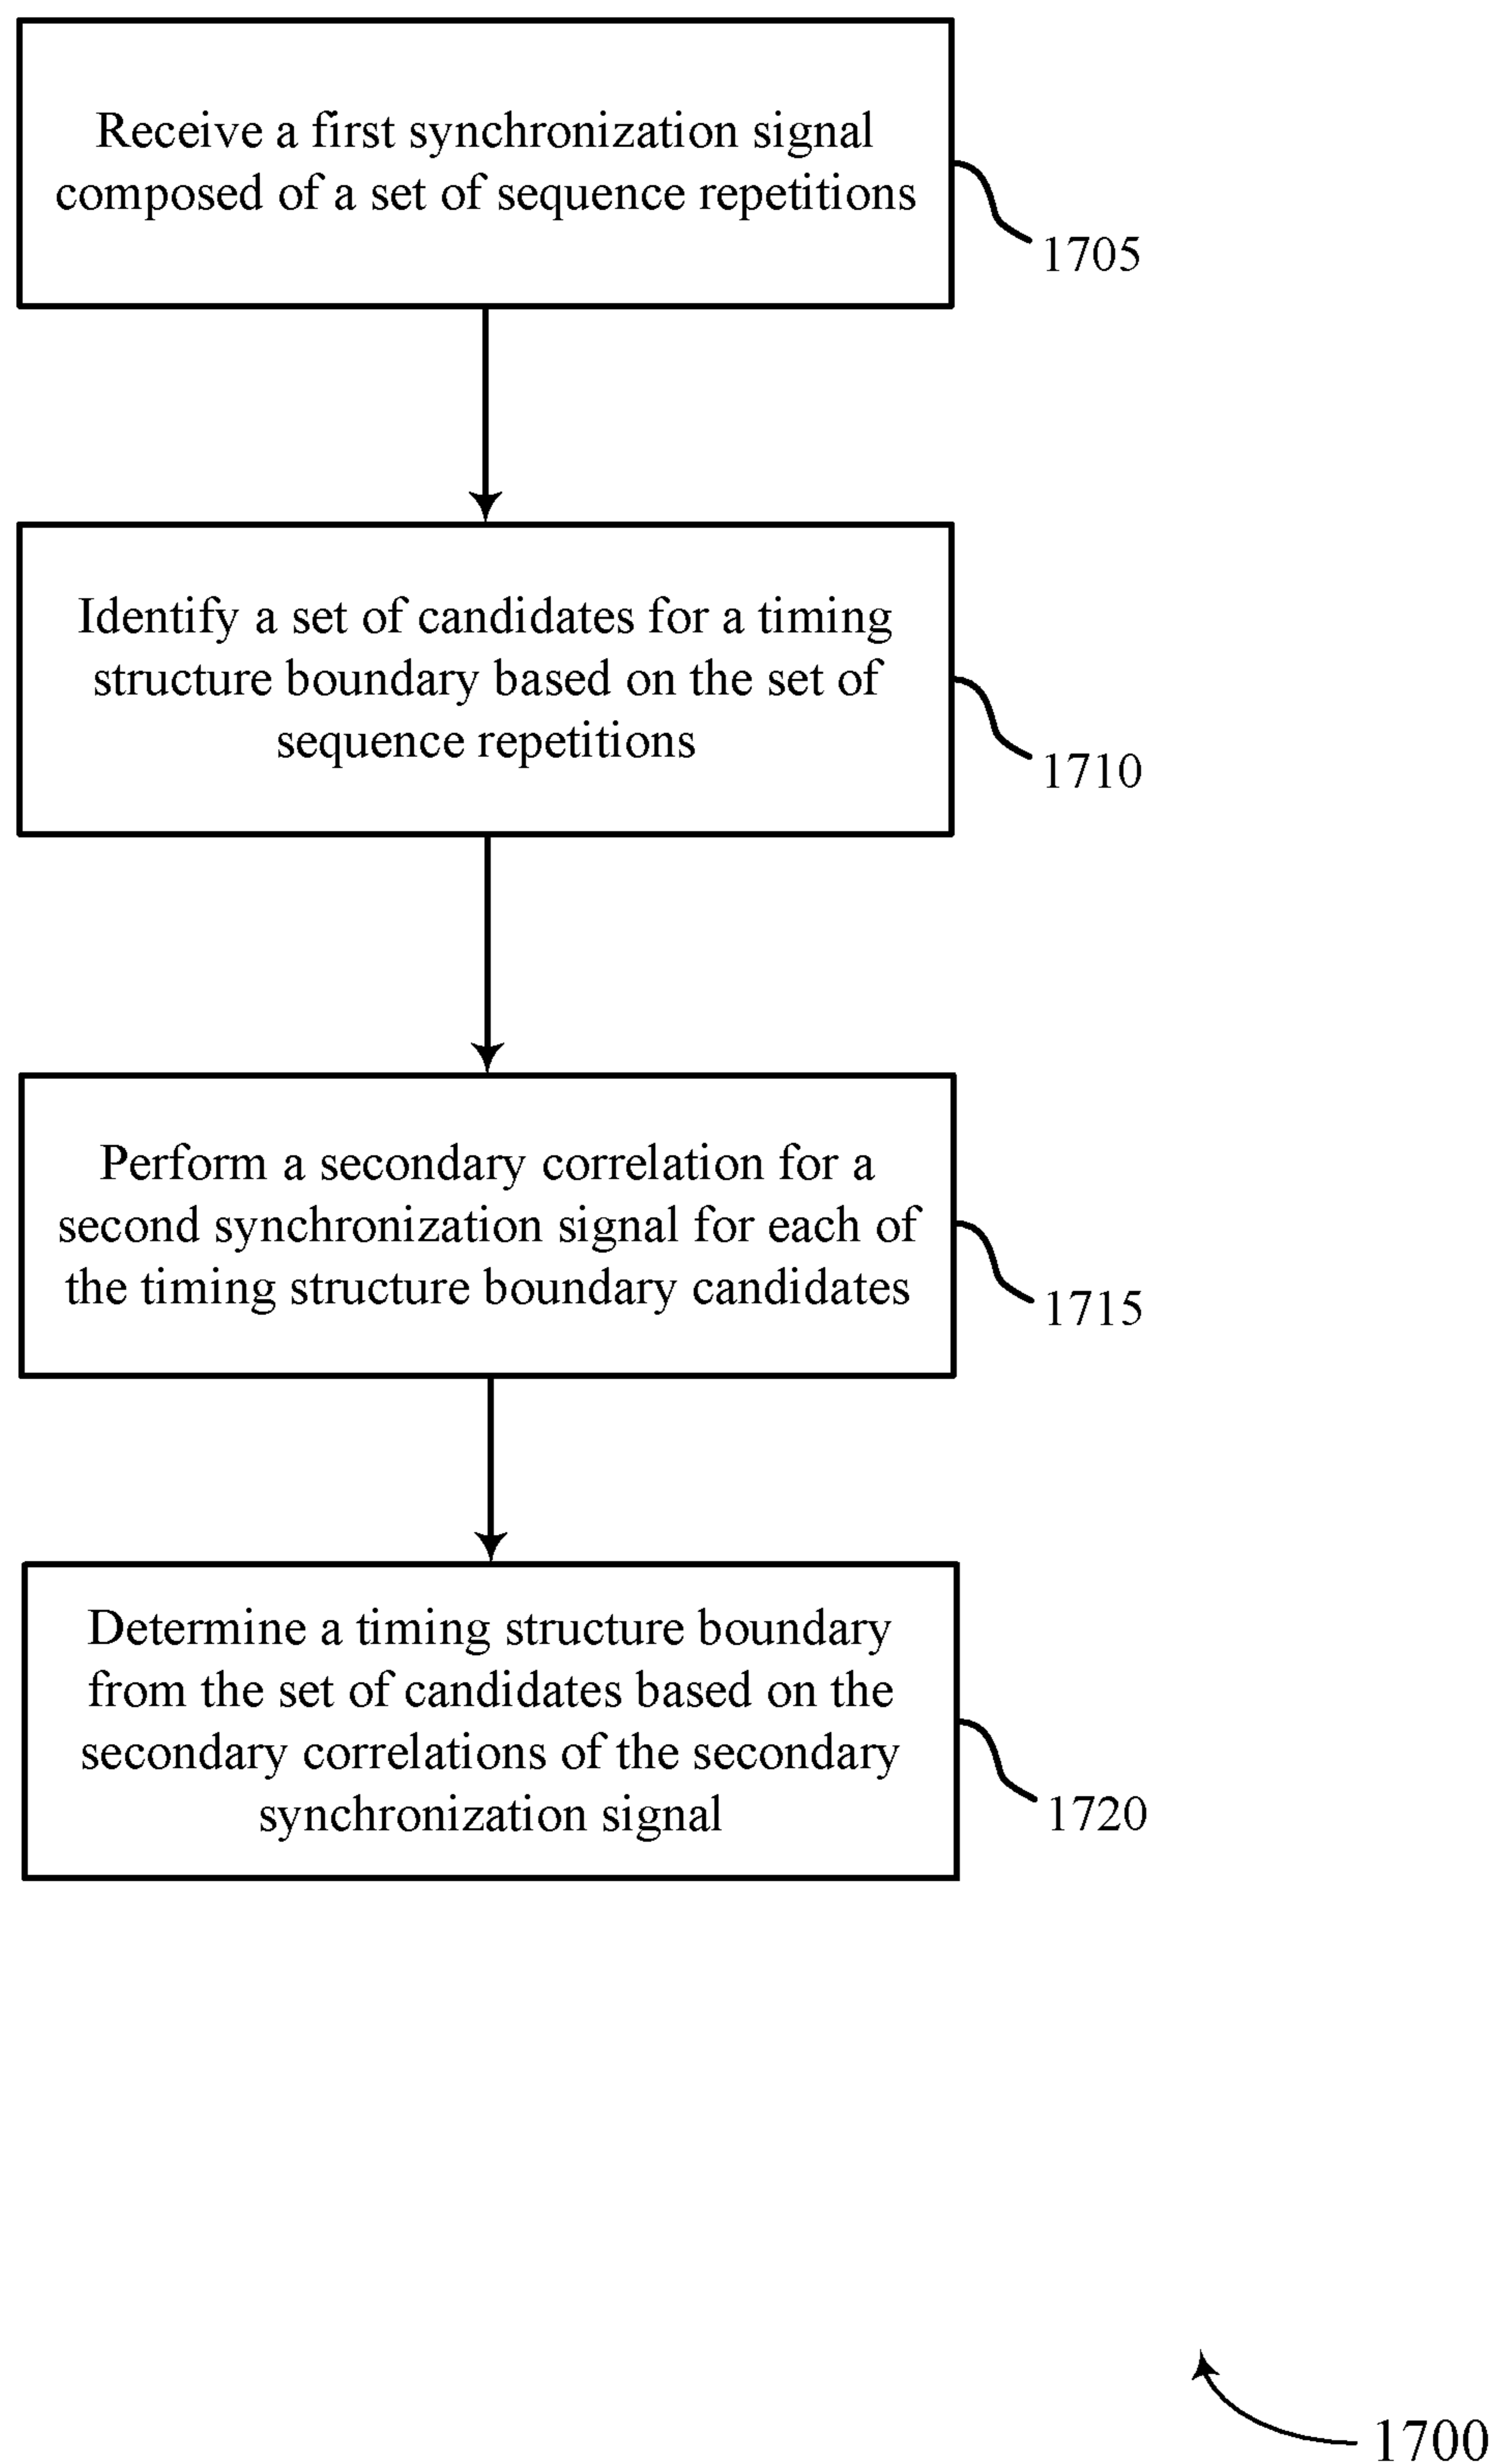 Receive a first synchronization signal
composed of a set of sequence repetitions
1705
Identify a set of candidates for a timing
structure boundary based on the set of
sequence repetitions
1710
Perform a secondary correlation for a
second synchronization signal for each of
the timing structure boundary candidates
1715
Determine a timing structure boundary
from the set of candidates based on the
secondary correlations of the secondary
synchronization signal
1720
1700